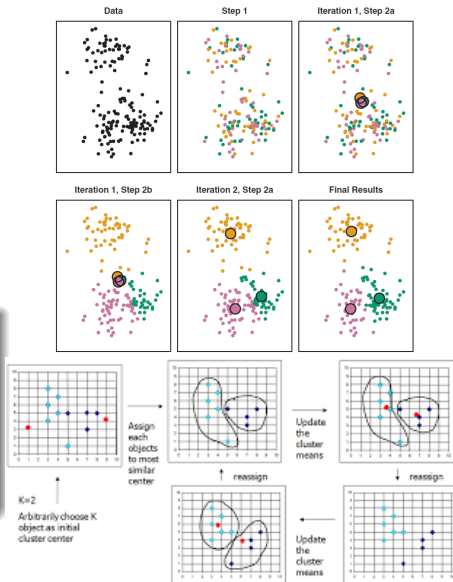 Data
Step 1
Iteration 1, Step 2a
Iteration 1, Step 2b
Iteration 2, Step 2a
Final Results
Assign
each
objects
to most
similar
center
Update
the
cluster
means
reassign
reassign
K=2
Arbitrarily choose K
object as initial
cluster center
Update
the
cluster
means